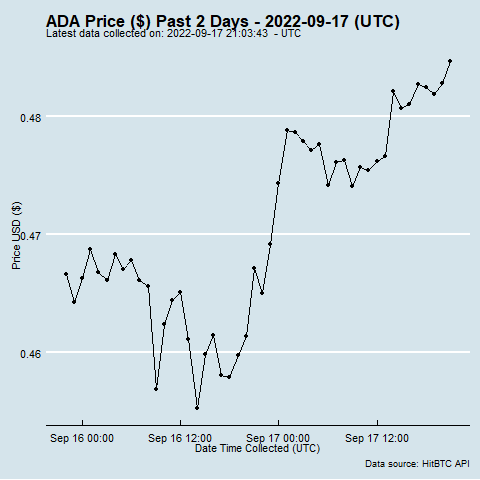 ADA Price ($) Past 2 Days - 2022-09-17 (UTC)
Latest data collected on: 2022-09-17 21:03:43  - UTC
Price USD ($)
0.48
0.47
0.46
Sep 16 00:00
Sep 16 12:00
Sep 17 00:00
Sep 17 12:00
Date Time Collected (UTC)
Data source: HitBTC API